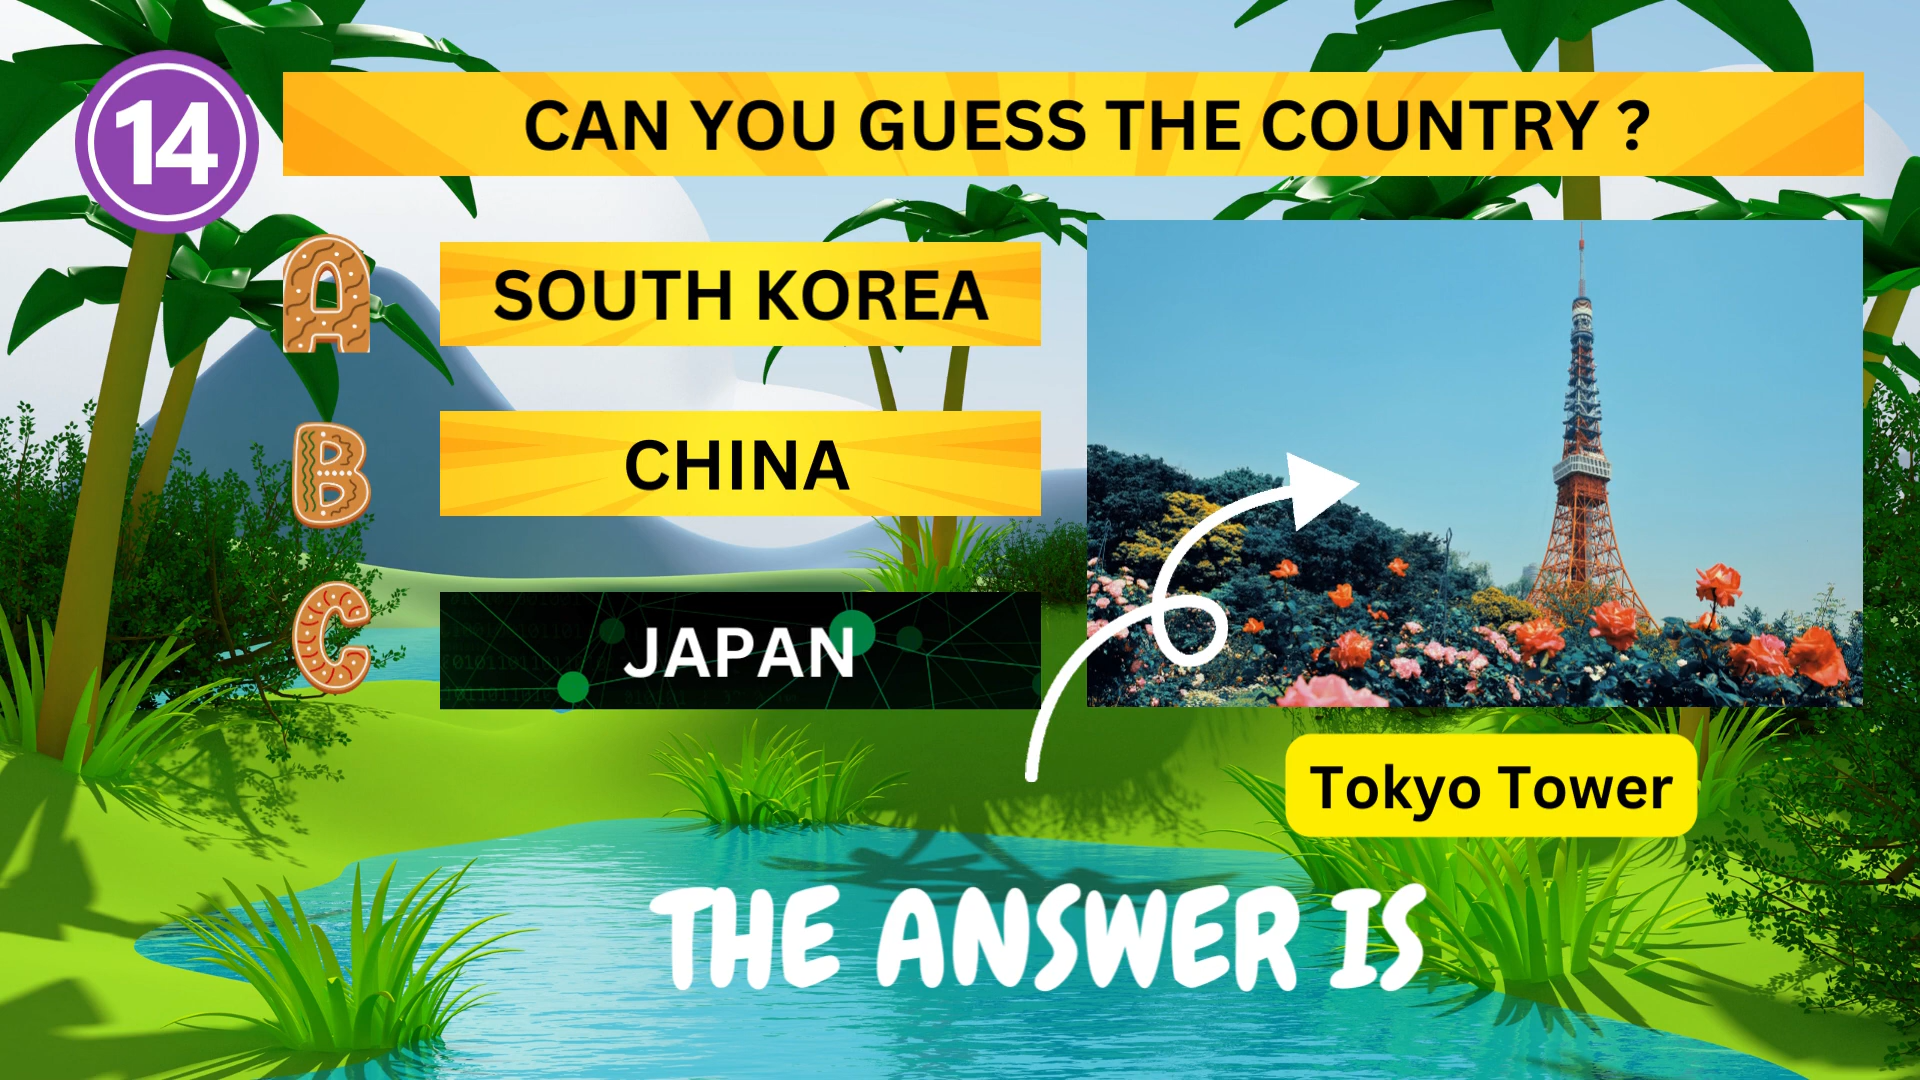 14
CAN YOU GUESS THE COUNTRY ?
A
SOUTH KOREA
B
CHINA
C
JAPAN
Tokyo Tower
THE ANSWER IS